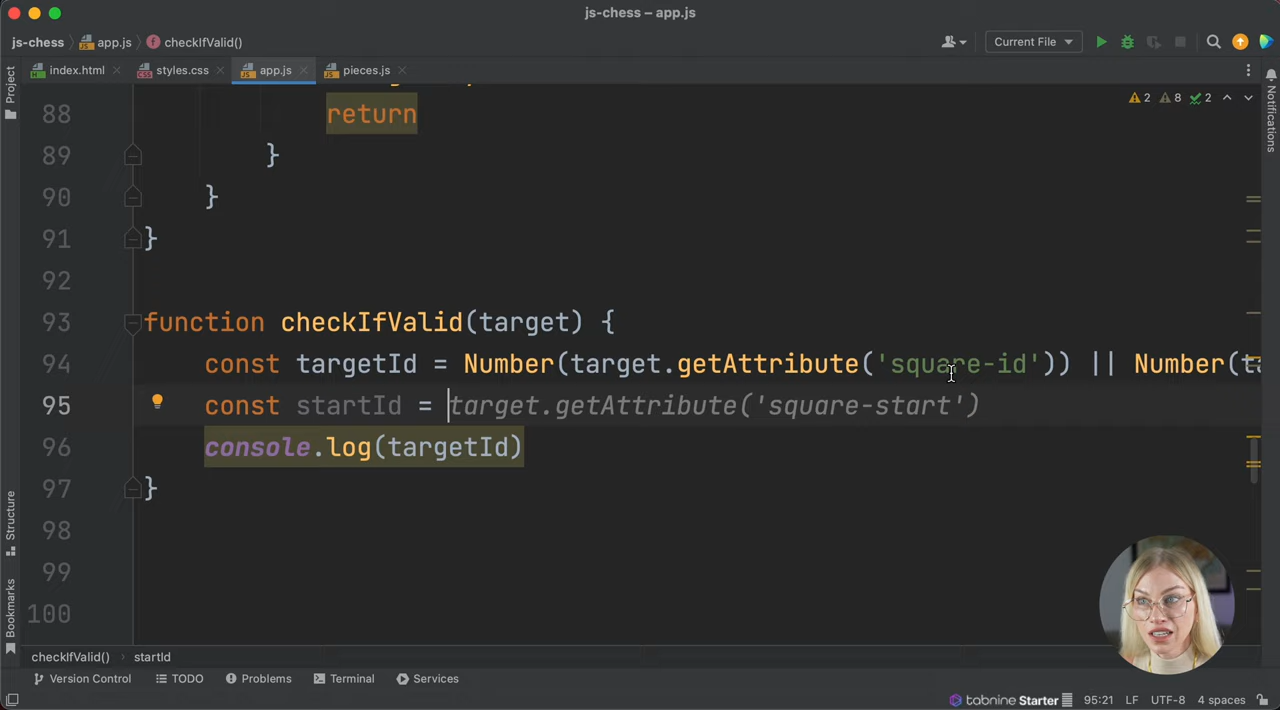 js-chess – app.js
js-chess app.js checkIfValid()
Current File
index.html styles.css app.js pieces.js
2 8 2
Project
Notifications
Structure
Bookmarks
88 return
89 }
90 }
91 }
92
93 function checkIfValid(target) {
94 const targetId = Number(target.getAttribute('square-id')) || Number(
95 const startId = target.getAttribute('square-start')
96 console.log(targetId)
97 }
98
99
100
checkIfValid() startId
Version Control TODO Problems Terminal Services
tabnine Starter 95:21 LF UTF-8 4 spaces